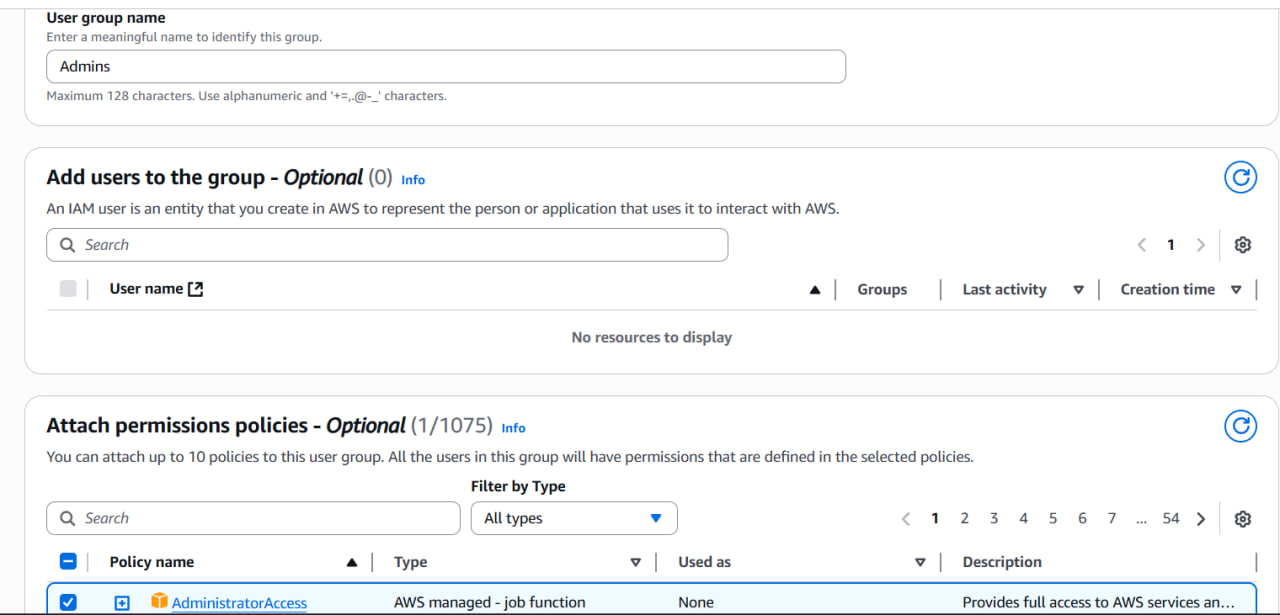 User group name
Enter a meaningful name to identify this group.
Admins
Maximum 128 characters. Use alphanumeric and '+=,.@-_' characters.
Add users to the group - Optional (0) Info
An IAM user is an entity that you create in AWS to represent the person or application that uses it to interact with AWS.
Search
1
User name Groups Last activity Creation time
No resources to display
Attach permissions policies - Optional (1/1075) Info
You can attach up to 10 policies to this user group. All the users in this group will have permissions that are defined in the selected policies.
Filter by Type
Search All types 1 2 3 4 5 6 7 ... 54
Policy name Type Used as Description
AdministratorAccess AWS managed - job function None Provides full access to AWS services an...